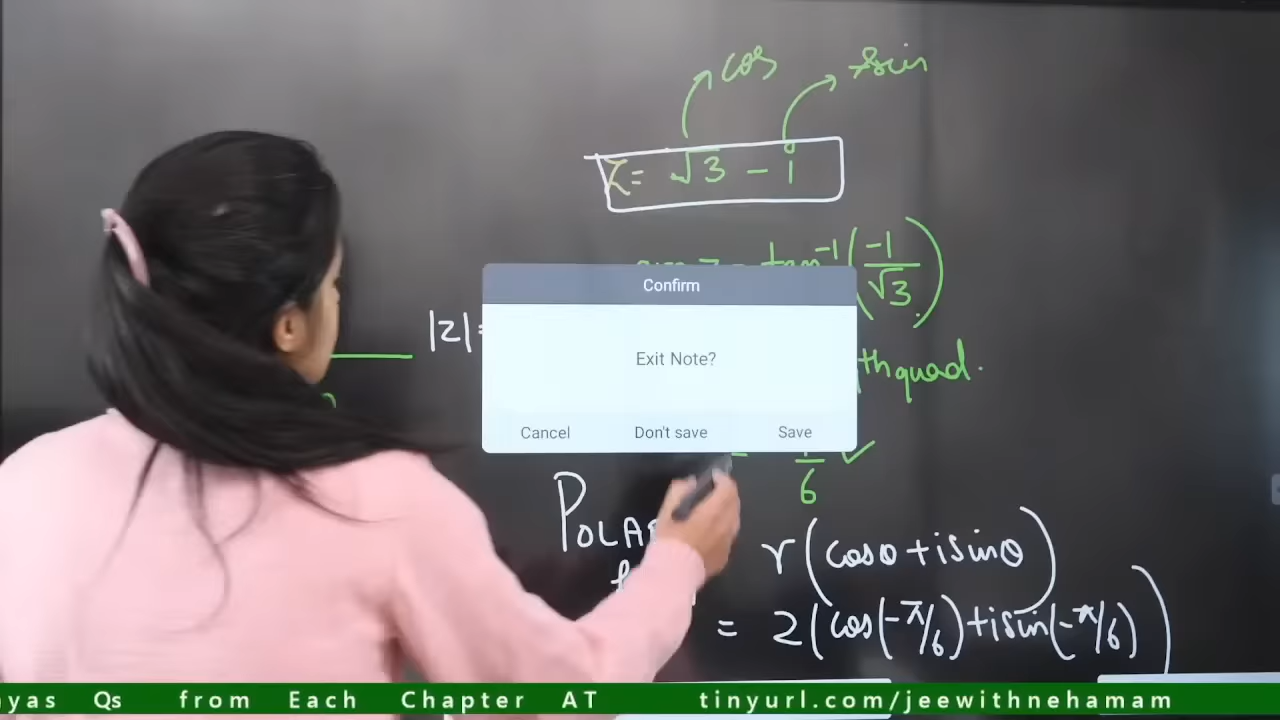 cos
sin
Z= √3 - i
tan⁻¹(-1/√3)
|z|=
Confirm
Exit Note?
th quad.
Cancel Don't save Save
6 ✓
POLAR
r(cosθ+isinθ)
= 2(cos(-π/6)+isin(-π/6))
yas Qs from Each Chapter AT tinyurl.com/jeewithnehamam